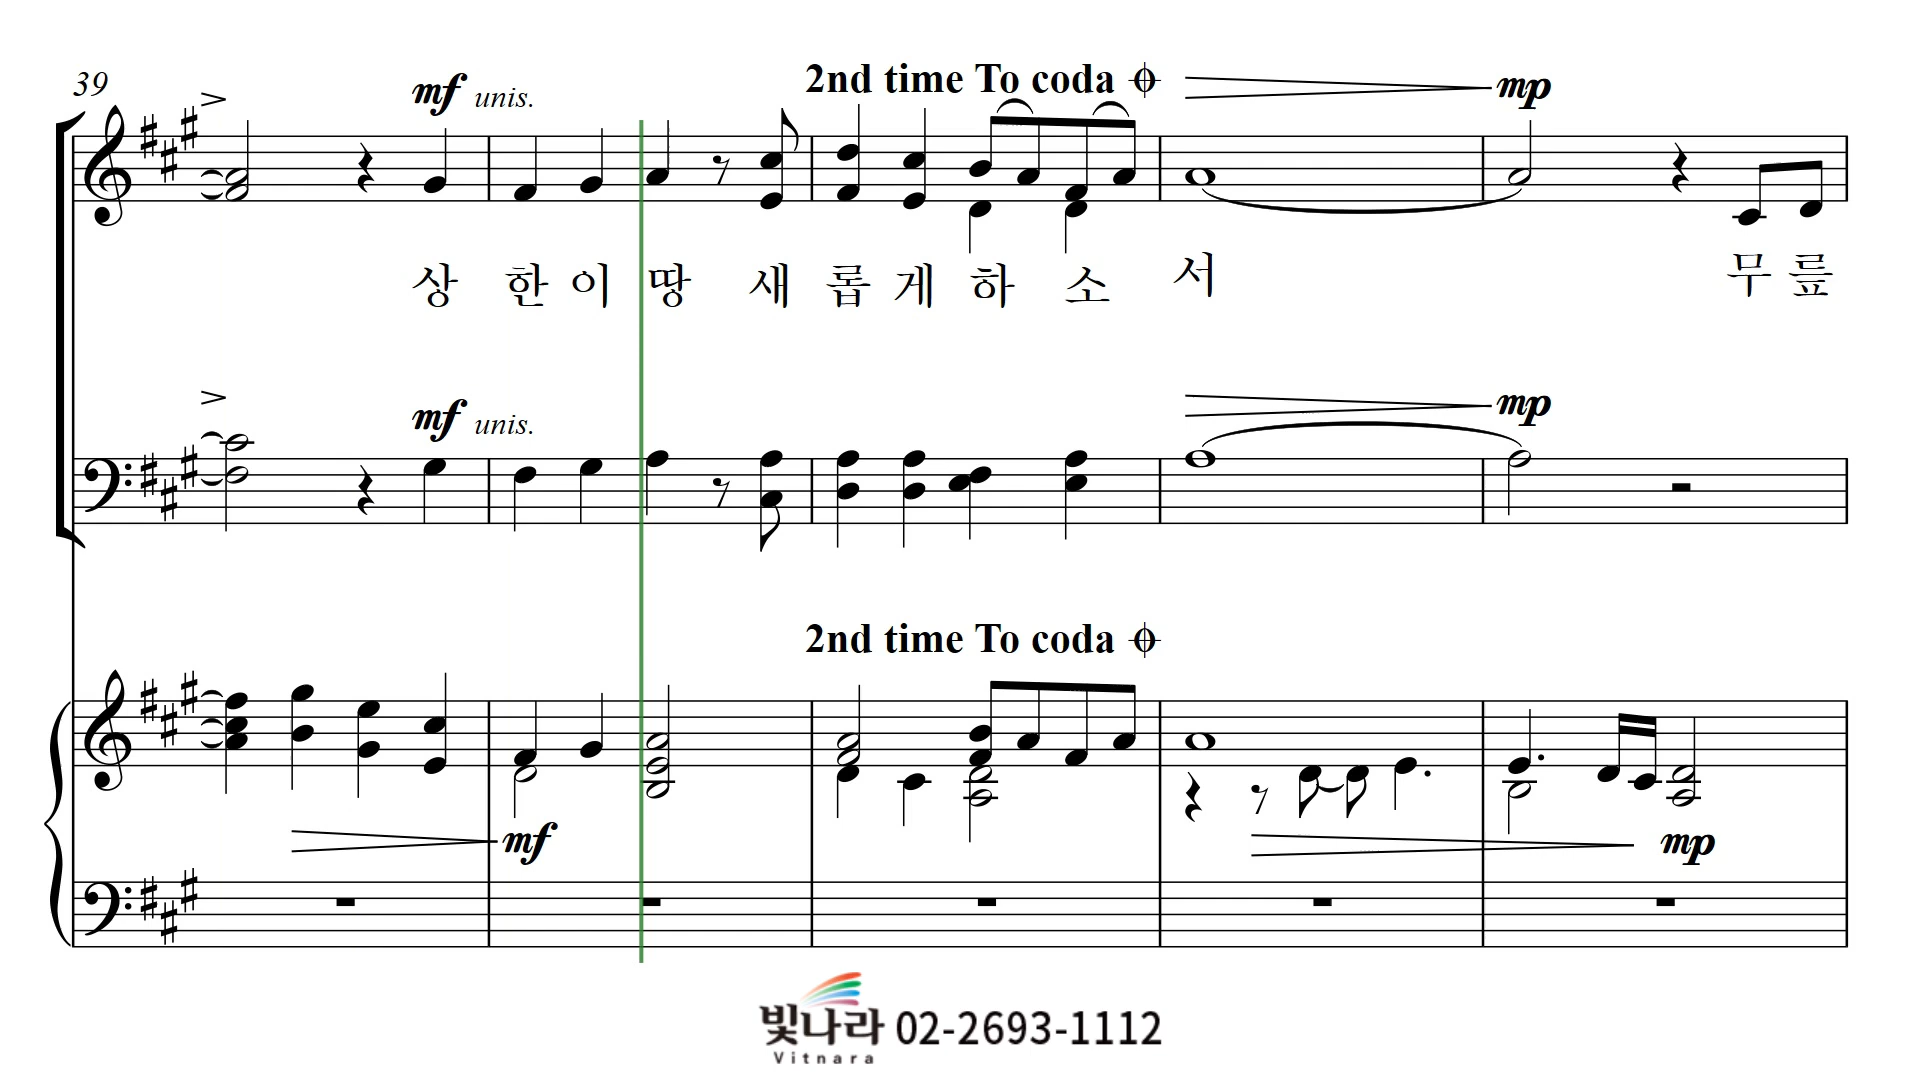 39
mf unis.
2nd time To coda
mp
상 한 이 땅 새 롭 게 하 소 서 무 릎
mf unis.
mp
2nd time To coda
mf
mp
빛나라 02-2693-1112
Vitnara